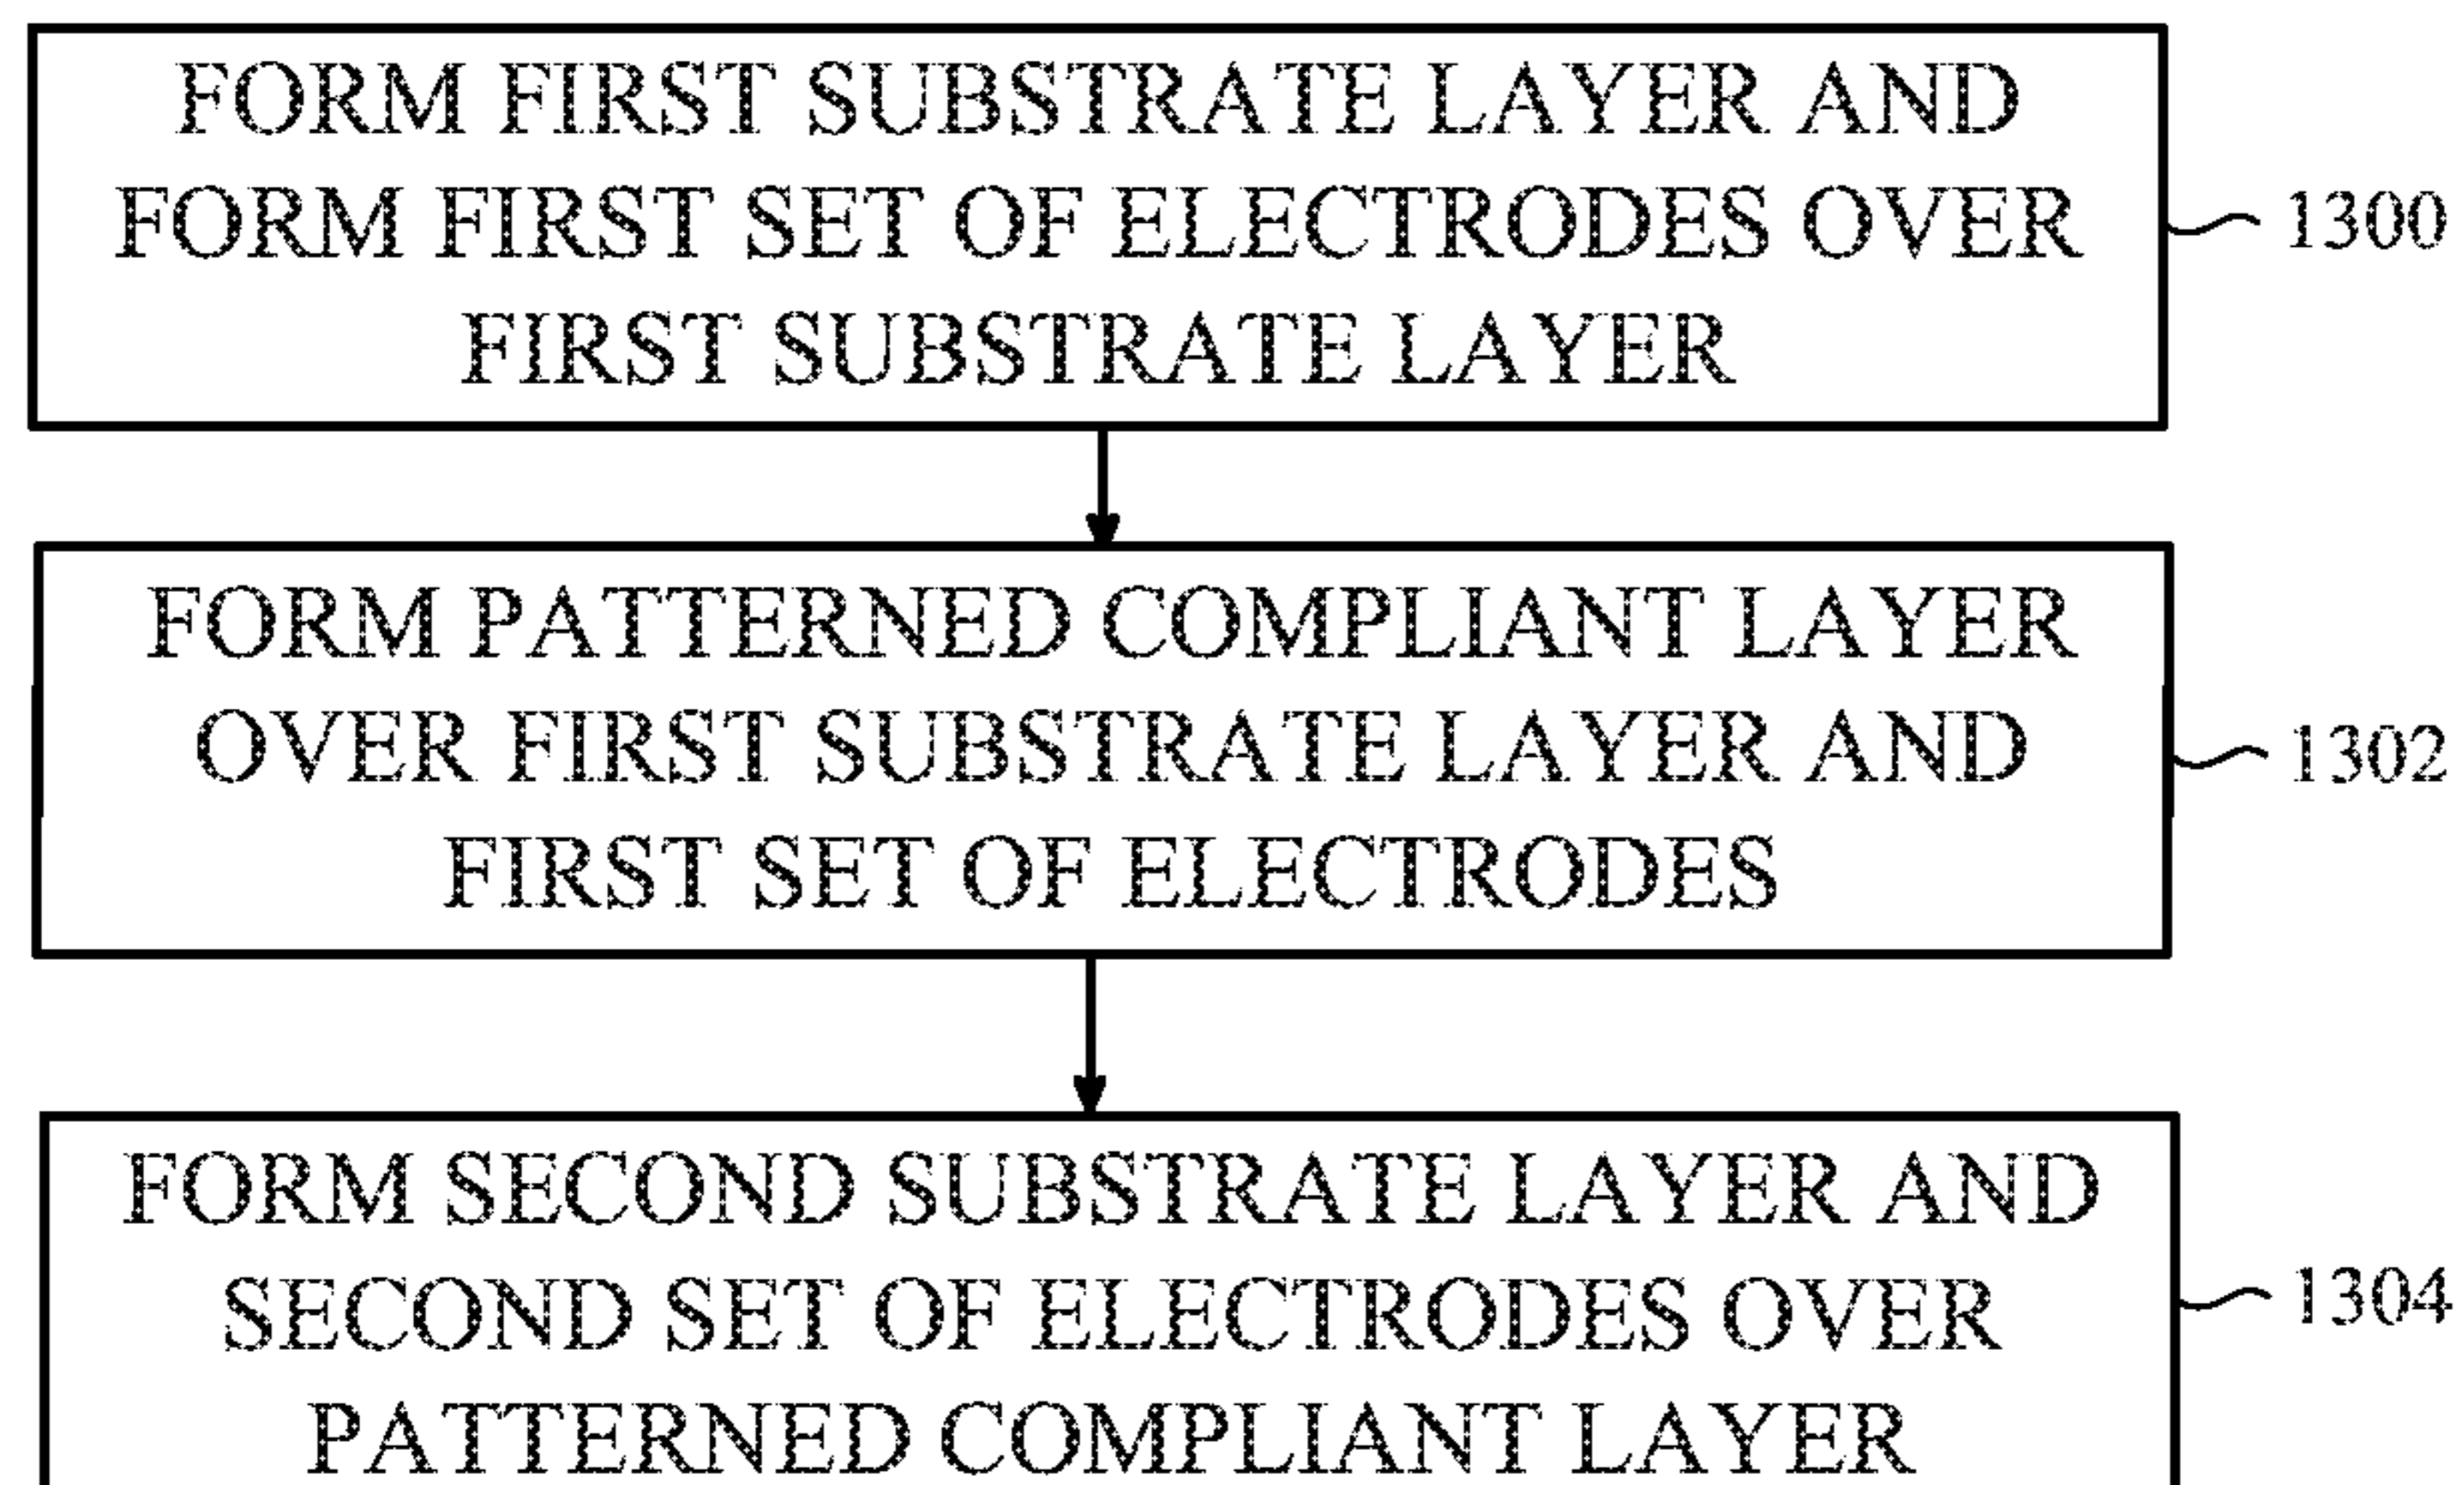 FORM FIRST SUBSTRATE LAYER AND
FORM FIRST SET OF ELECTRODES OVER
FIRST SUBSTRATE LAYER
1300
FORM PATTERNED COMPLIANT LAYER
OVER FIRST SUBSTRATE LAYER AND
FIRST SET OF ELECTRODES
1302
FORM SECOND SUBSTRATE LAYER AND
SECOND SET OF ELECTRODES OVER
PATTERNED COMPLIANT LAYER
1304